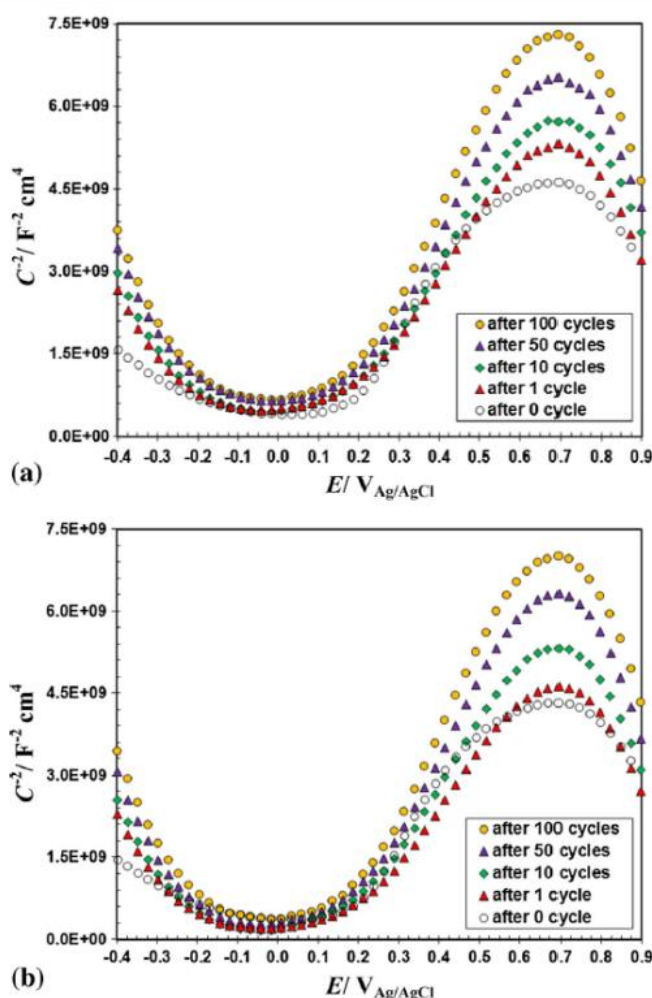 7.5E+09
6.0E+09
4.5E+09
3.0E+09
1.5E+09
0.0E+00
C⁻²/ F⁻² cm⁴
after 100 cycles
after 50 cycles
after 10 cycles
after 1 cycle
after 0 cycle
-0.4 -0.3 -0.2 -0.1 -0.0 0.1 0.2 0.3 0.4 0.5 0.6 0.7 0.8 0.9
(a)
E/ V Ag/AgCl
7.5E+09
6.0E+09
4.5E+09
3.0E+09
1.5E+09
0.0E+00
C⁻²/ F⁻² cm⁴
after 100 cycles
after 50 cycles
after 10 cycles
after 1 cycle
after 0 cycle
-0.4 -0.3 -0.2 -0.1 0.0 0.1 0.2 0.3 0.4 0.5 0.6 0.7 0.8 0.9
(b)
E/ V Ag/AgCl